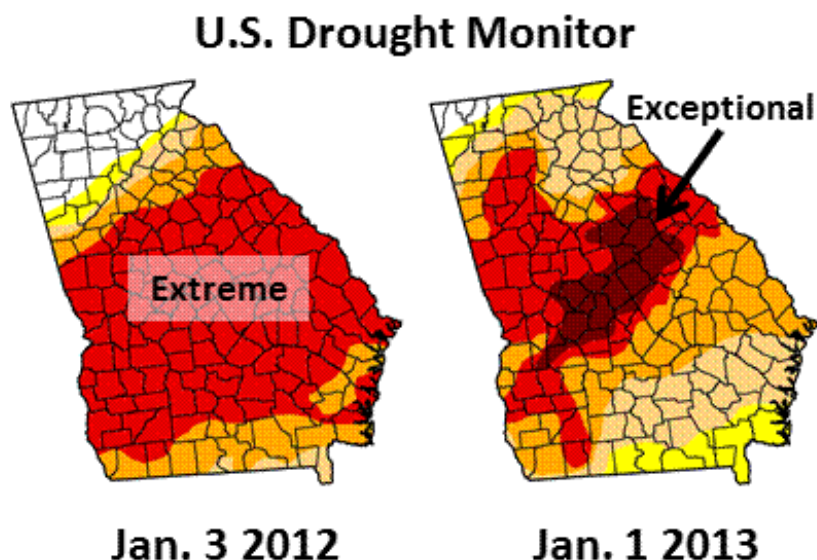 U.S. Drought Monitor
Exceptional
Extreme
Jan. 3 2012
Jan. 1 2013